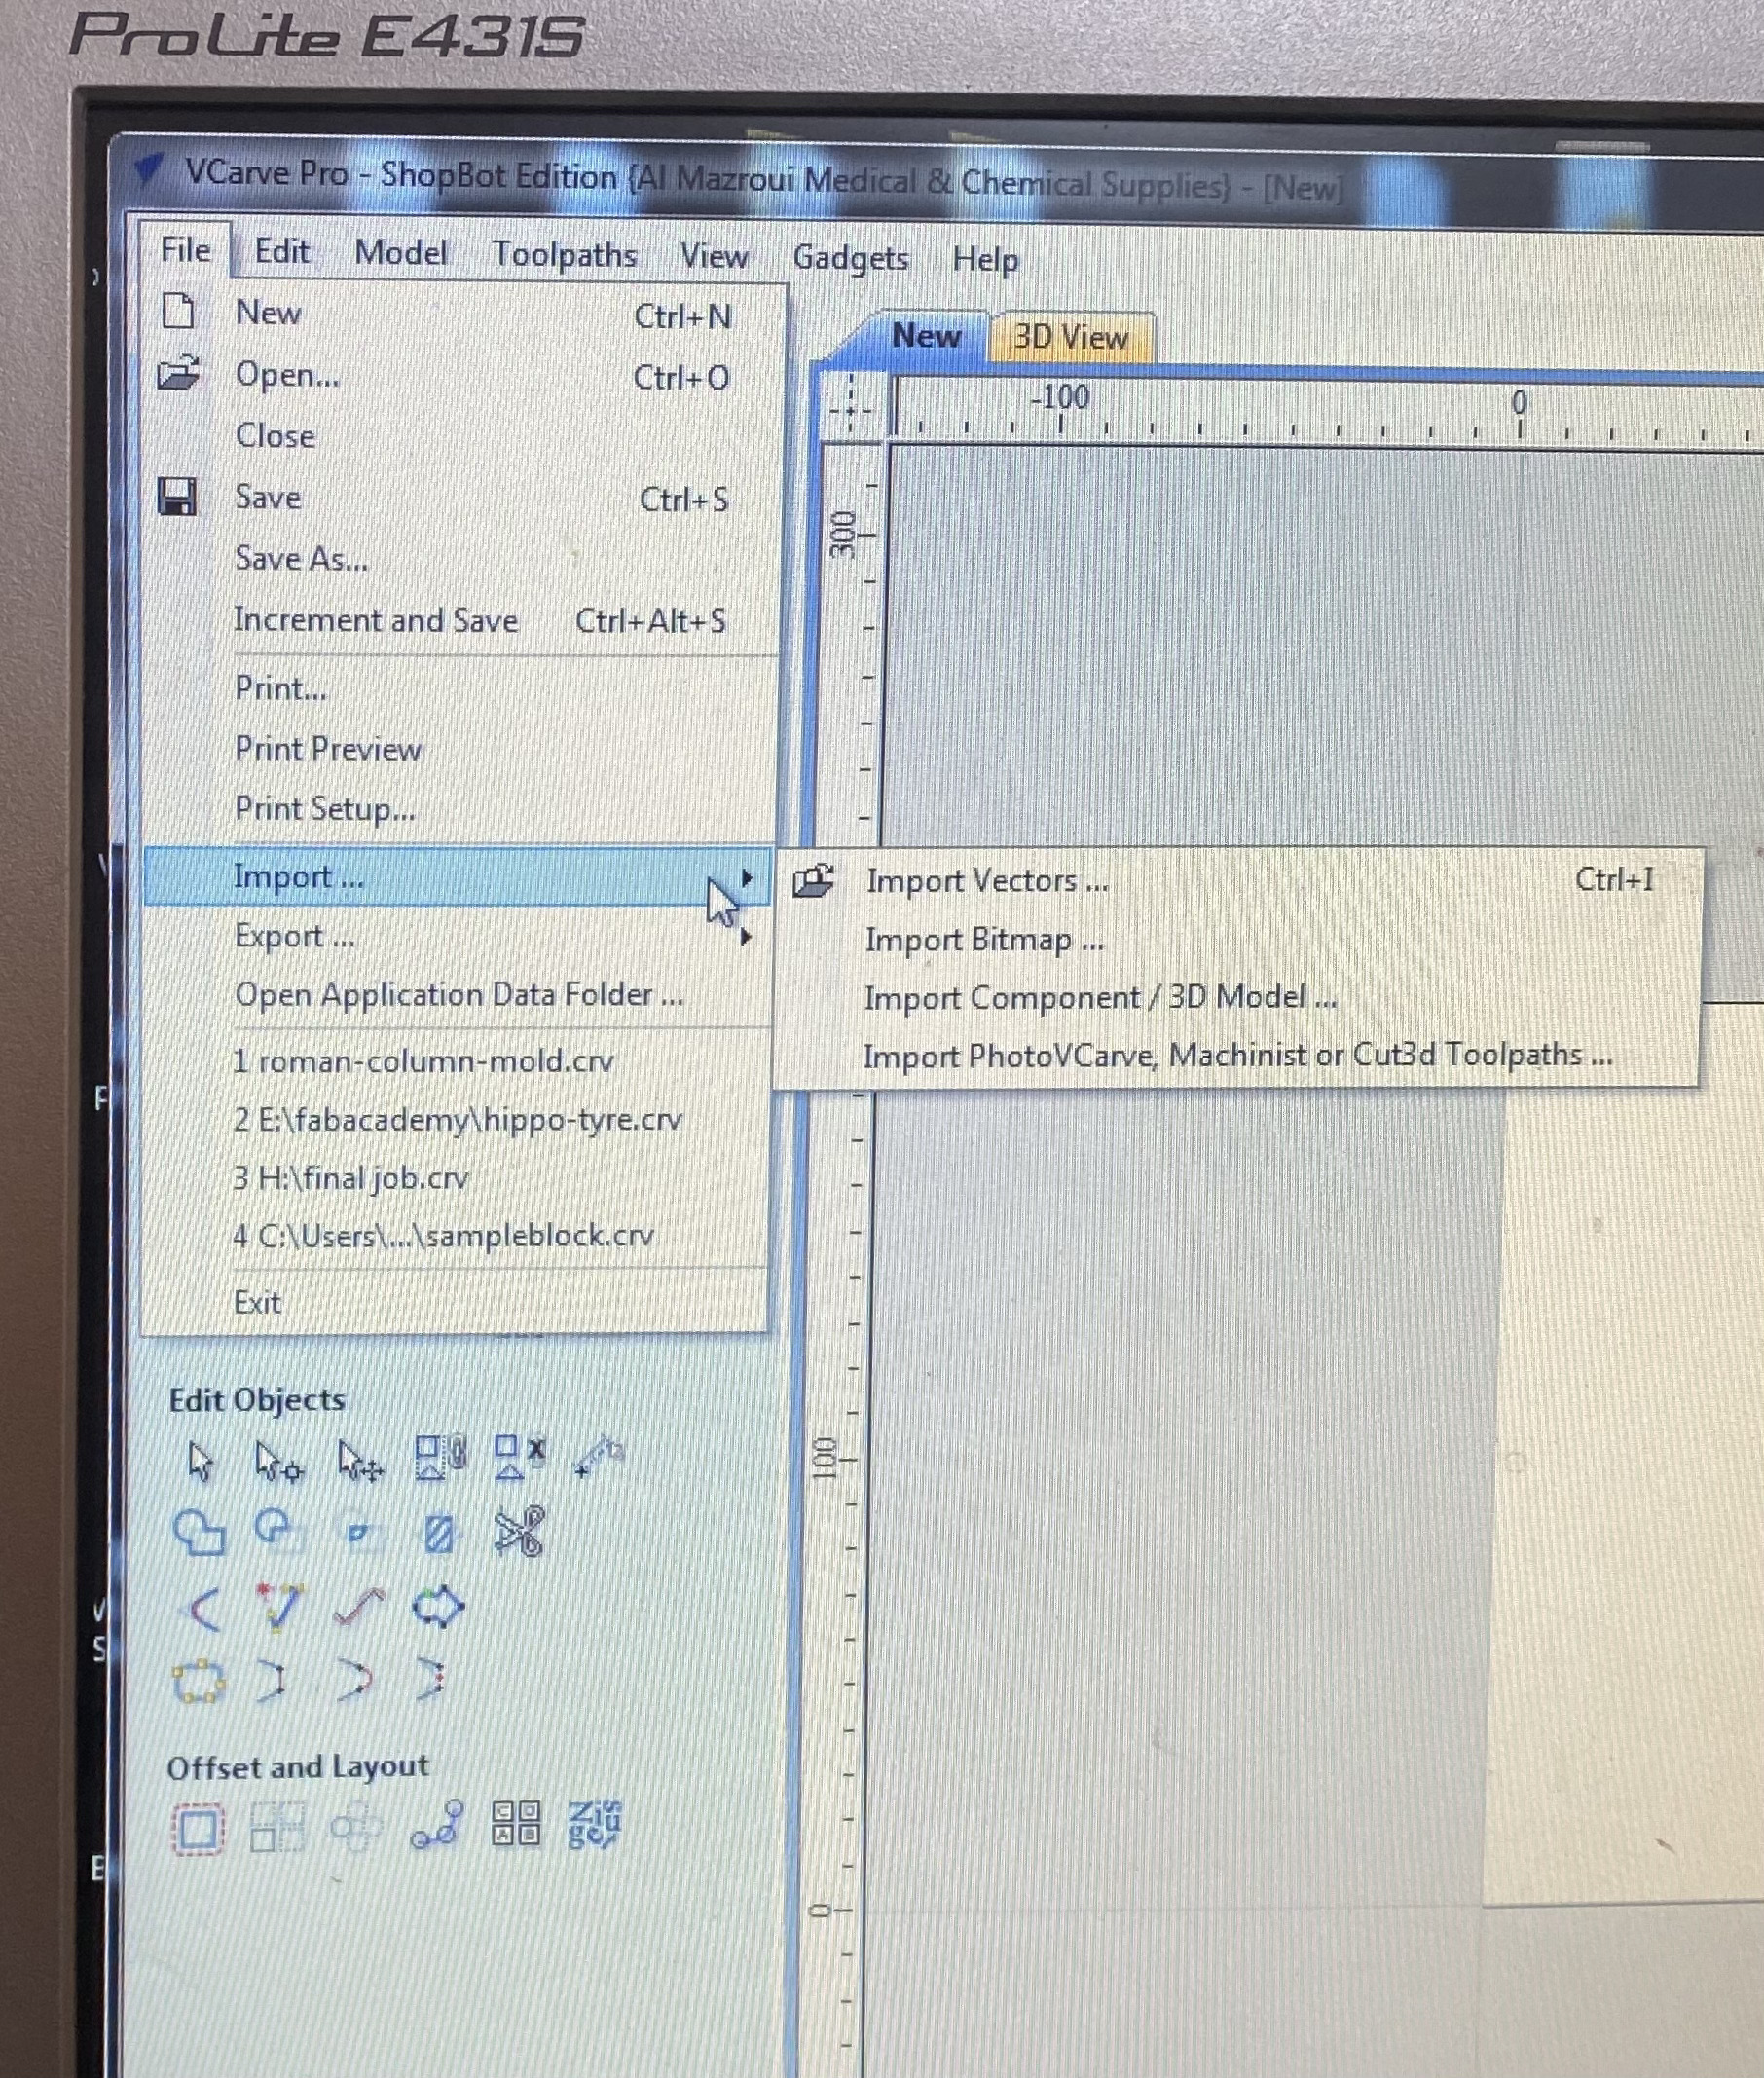 ProLite E431S
VCarve Pro - ShopBot Edition {Al Mazroui Medical & Chemical Supplies} - [New]
File Edit Model Toolpaths View Gadgets Help
New Ctrl+N
Open... Ctrl+O
Close
Save Ctrl+S
Save As...
Increment and Save Ctrl+Alt+S
Print...
Print Preview
Print Setup...
Import ...
Export ...
Open Application Data Folder ...
1 roman-column-mold.crv
2 E:\fabacademy\hippo-tyre.crv
3 H:\final job.crv
4 C:\Users\...\sampleblock.crv
Exit
Import Vectors ... Ctrl+I
Import Bitmap ...
Import Component / 3D Model ...
Import PhotoVCarve, Machinist or Cut3d Toolpaths ...
New 3D View
-100 0
300
100
0
Edit Objects
Offset and Layout